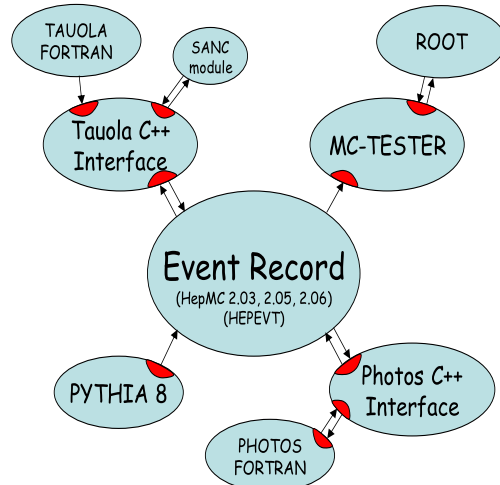 TAUOLA
FORTRAN
SANC
module
ROOT
Tauola C++
Interface
MC-TESTER
Event Record
(HepMC 2.03, 2.05, 2.06)
(HEPEVT)
PYTHIA 8
Photos C++
Interface
PHOTOS
FORTRAN